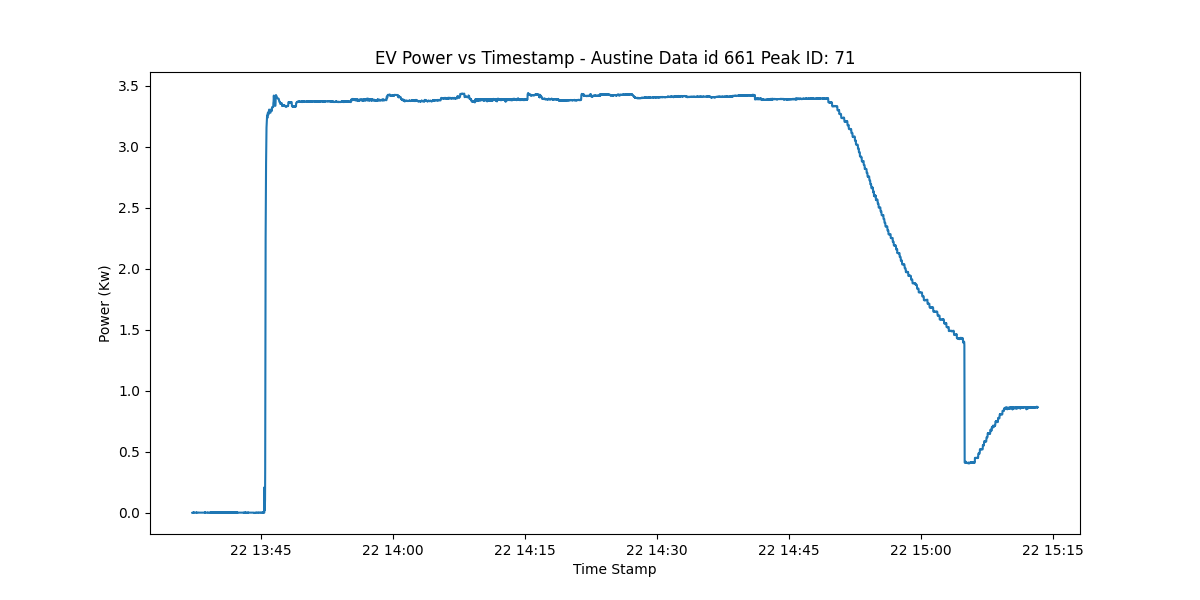 EV Power vs Timestamp - Austine Data id 661 Peak ID: 71
Power (Kw)
3.5
3.0
2.5
2.0
1.5
1.0
0.5
0.0
22 13:45 22 14:00 22 14:15 22 14:30 22 14:45 22 15:00 22 15:15
Time Stamp